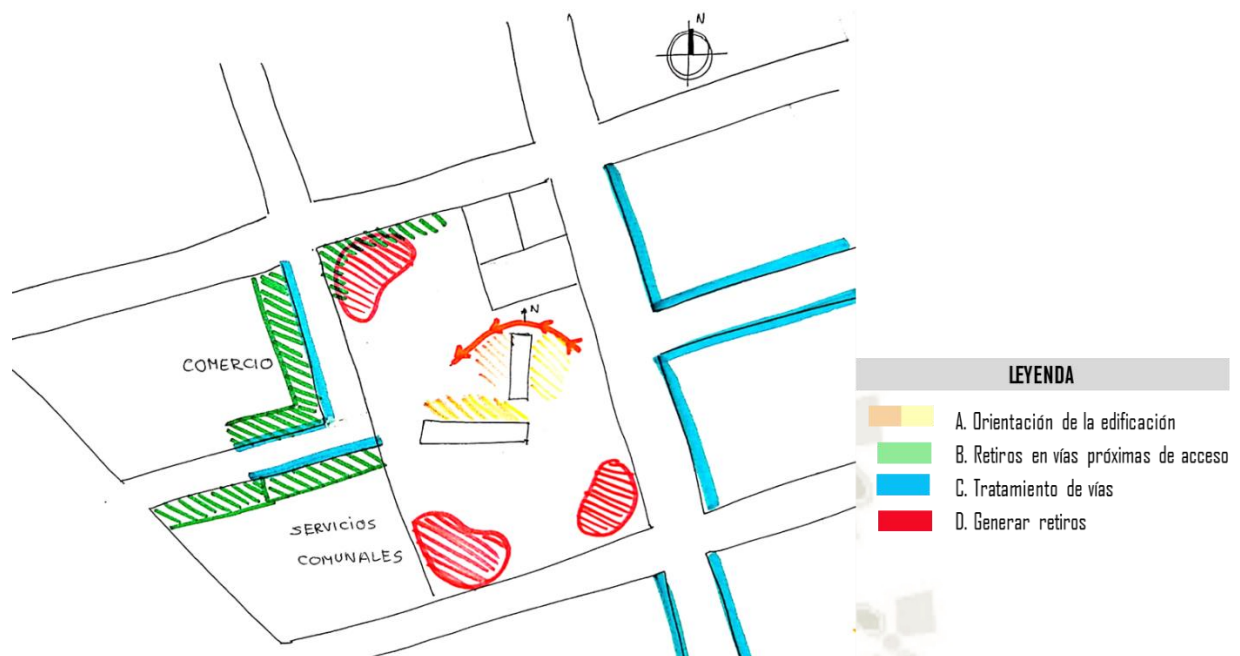 N
COMERCIO
N
SERVICIOS
COMUNALES
LEYENDA
A. Orientación de la edificación
B. Retiros en vías próximas de acceso
C. Tratamiento de vías
D. Generar retiros